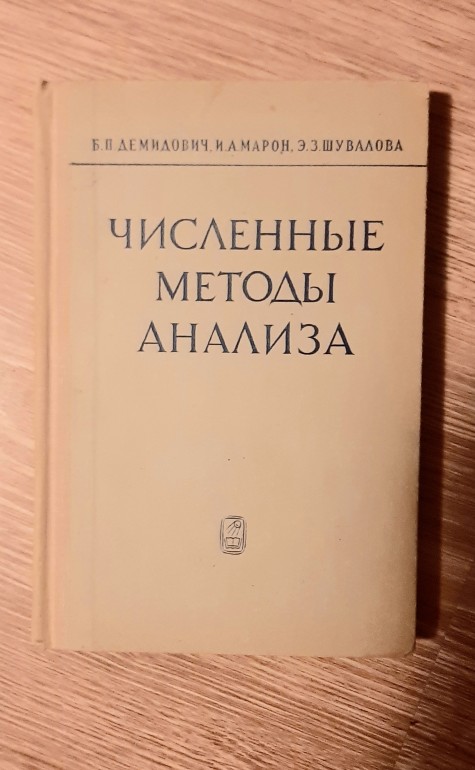 Б.П.ДЕМИДОВИЧ, И.А.МАРОН, Э.З.ШУВАЛОВА
ЧИСЛЕННЫЕ
МЕТОДЫ
АНАЛИЗА